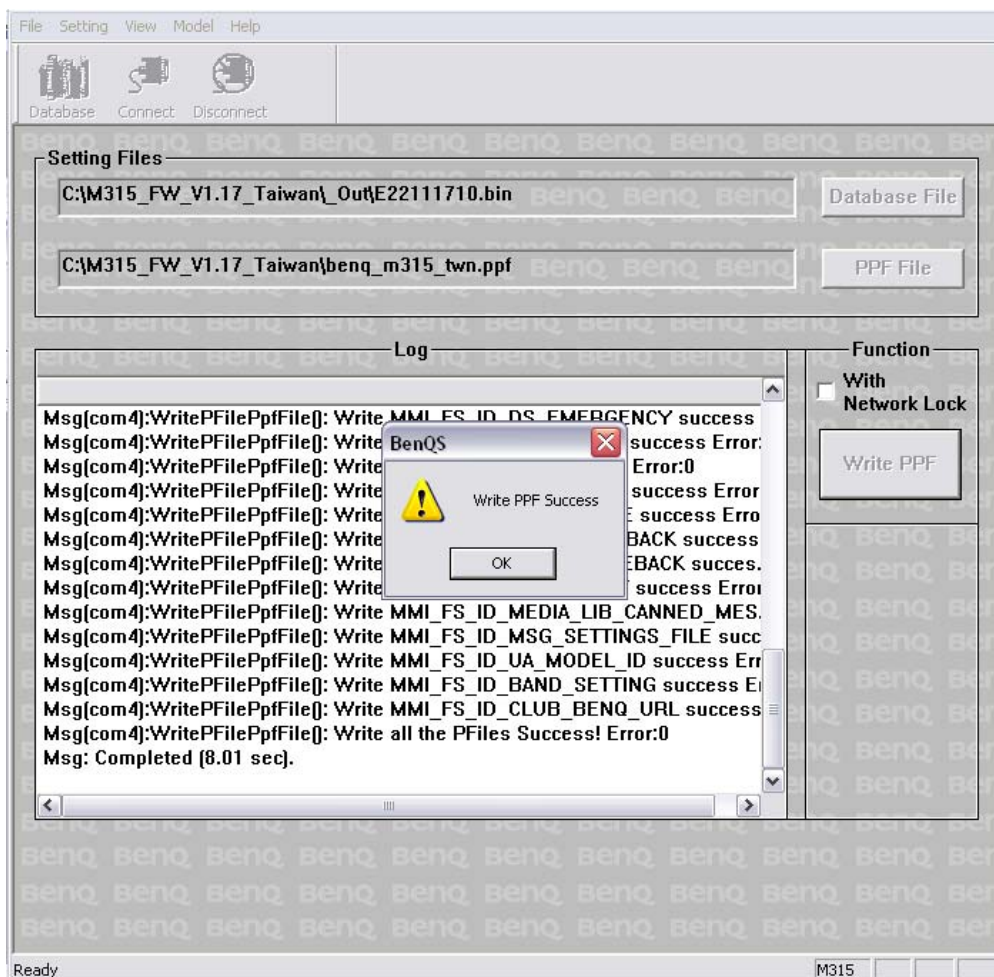 File Setting View Model Help
Database Connect Disconnect
Setting Files
C:\M315_FW_V1.17_Taiwan\_Out\E22111710.bin
Database File
C:\M315_FW_V1.17_Taiwan\benq_m315_twn.ppf
PPF File
Log
Function
With
Network Lock
Write PPF
Msg(com4):WritePFilePpfFile(): Write MMI_FS_ID_DS_EMERGENCY success
Msg(com4):WritePFilePpfFile(): Write success Error:
Msg(com4):WritePFilePpfFile(): Write Error:0
Msg(com4):WritePFilePpfFile(): Write success Error
Msg(com4):WritePFilePpfFile(): Write E success Erro
Msg(com4):WritePFilePpfFile(): Write BACK success
Msg(com4):WritePFilePpfFile(): Write EBACK succes.
Msg(com4):WritePFilePpfFile(): Write success Error
Msg(com4):WritePFilePpfFile(): Write MMI_FS_ID_MEDIA_LIB_CANNED_MES.
Msg(com4):WritePFilePpfFile(): Write MMI_FS_ID_MSG_SETTINGS_FILE succ
Msg(com4):WritePFilePpfFile(): Write MMI_FS_ID_UA_MODEL_ID success Err
Msg(com4):WritePFilePpfFile(): Write MMI_FS_ID_BAND_SETTING success E
Msg(com4):WritePFilePpfFile(): Write MMI_FS_ID_CLUB_BENQ_URL success
Msg(com4):WritePFilePpfFile(): Write all the PFiles Success! Error:0
Msg: Completed (8.01 sec).
BenQS
Write PPF Success
OK
Ready
M315